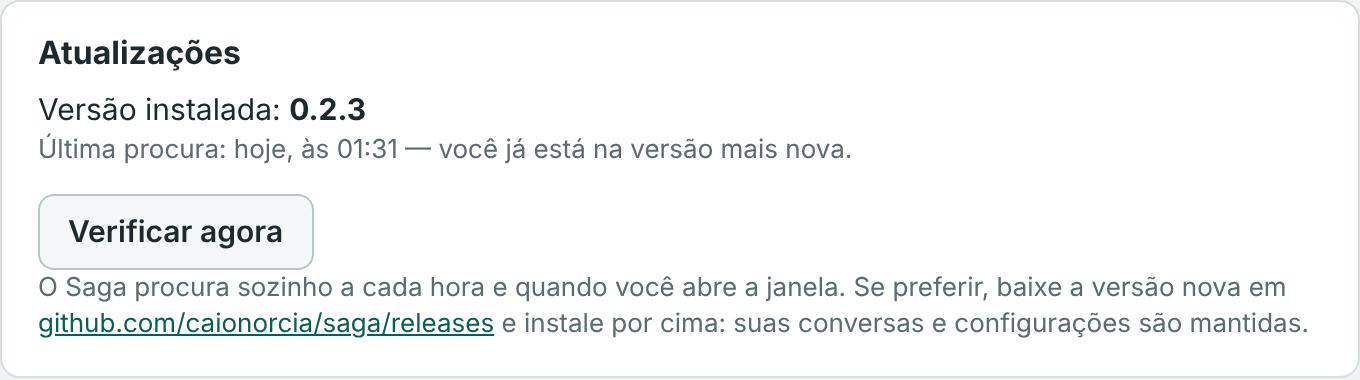 Atualizações
Versão instalada: 0.2.3
Última procura: hoje, às 01:31 — você já está na versão mais nova.
Verificar agora
O Saga procura sozinho a cada hora e quando você abre a janela. Se preferir, baixe a versão nova em
github.com/caionorcia/saga/releases e instale por cima: suas conversas e configurações são mantidas.